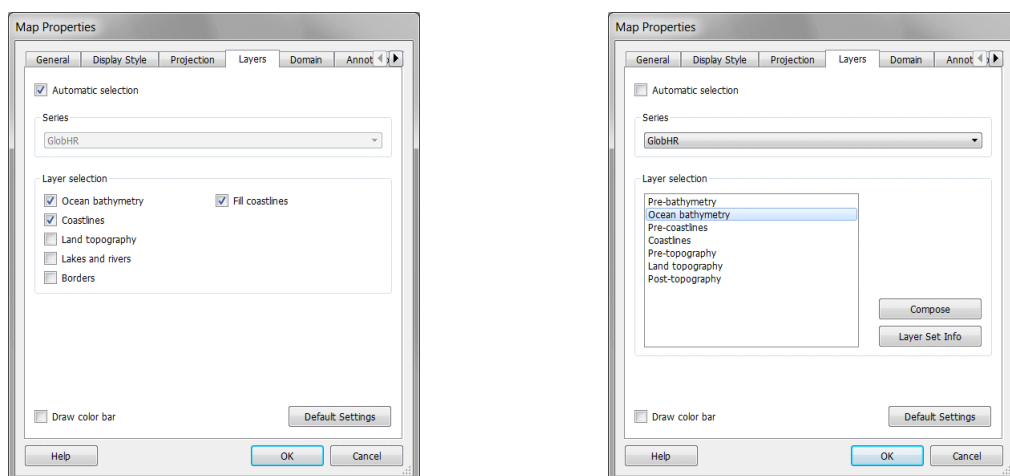 Map Properties
General Display Style Projection Layers Domain Annot
Automatic selection
Series
GlobHR
Layer selection
Ocean bathymetry Fill coastlines
Coastlines
Land topography
Lakes and rivers
Borders
Draw color bar Default Settings
Help OK Cancel
Map Properties
General Display Style Projection Layers Domain Annot
Automatic selection
Series
GlobHR
Layer selection
Pre-bathymetry
Ocean bathymetry
Pre-coastlines
Coastlines
Pre-topography
Land topography
Post-topography
Compose
Layer Set Info
Draw color bar Default Settings
Help OK Cancel